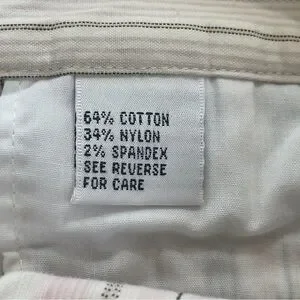 64% COTTON
34% NYLON
2% SPANDEX
SEE REVERSE
FOR CARE